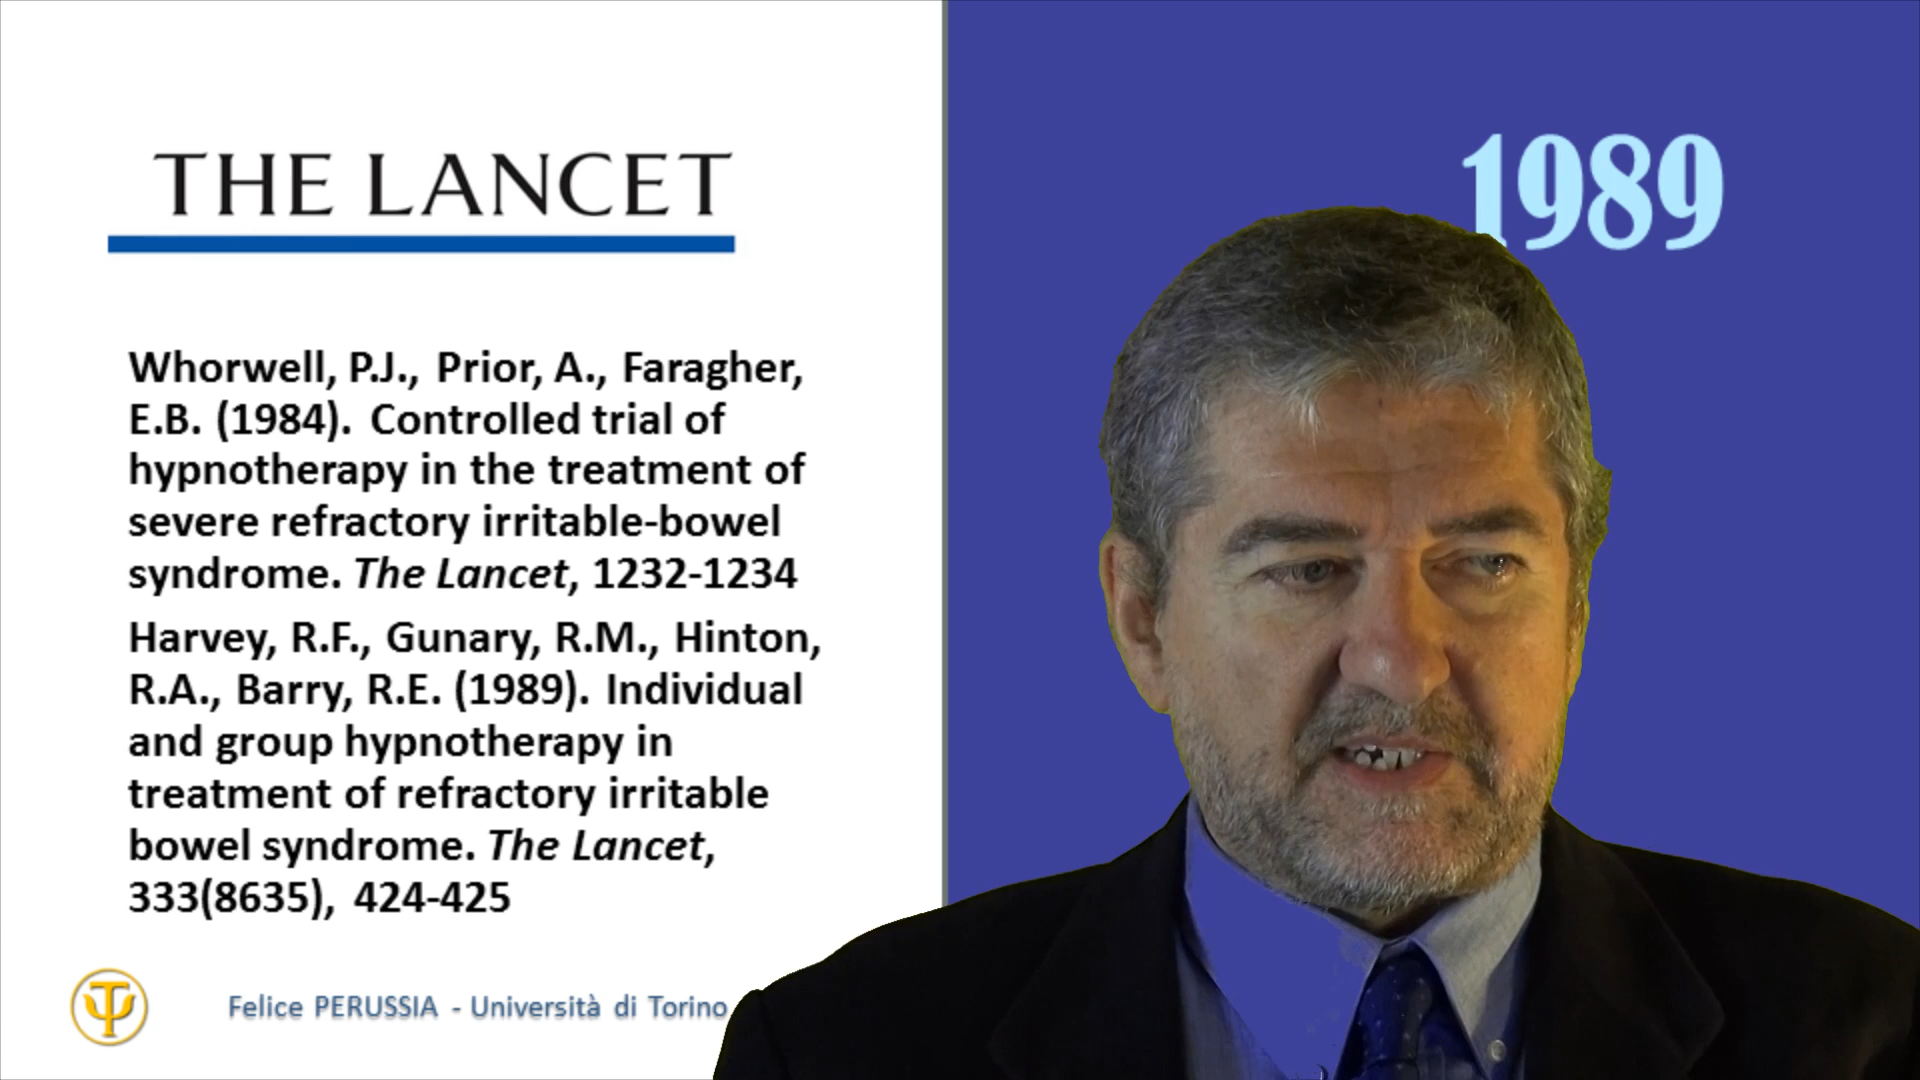 THE LANCET
1989
Whorwell, P.J., Prior, A., Faragher,
E.B. (1984). Controlled trial of
hypnotherapy in the treatment of
severe refractory irritable-bowel
syndrome. The Lancet, 1232-1234
Harvey, R.F., Gunary, R.M., Hinton,
R.A., Barry, R.E. (1989). Individual
and group hypnotherapy in
treatment of refractory irritable
bowel syndrome. The Lancet,
333(8635), 424-425
Felice PERUSSIA - Università di Torino